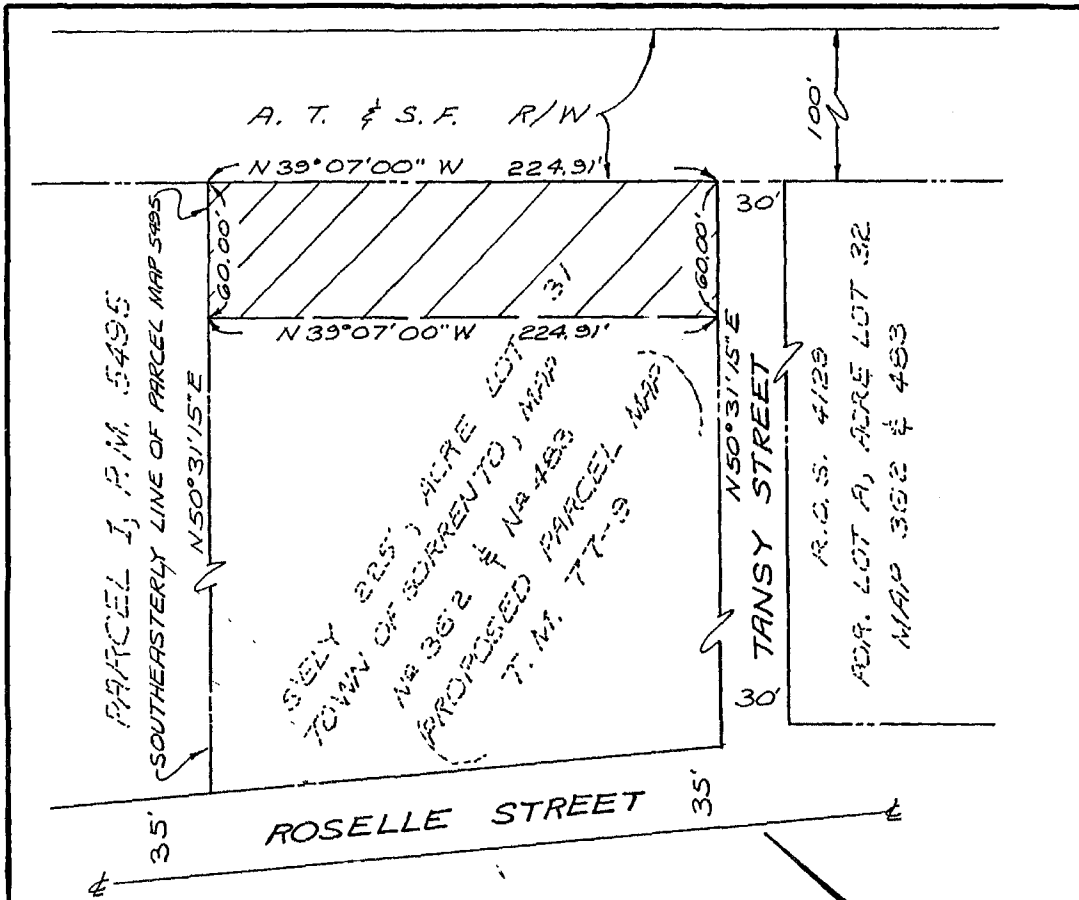 A. T. & S. F. R/W
100'
N 39°07'00" W 224.91'
30'
60.00'
60.00'
N 39°07'00" W 224.91'
PARCEL 1, P.M. 5495
SOUTHEASTERLY LINE OF PARCEL MAP 5495
N50°31'15"E
S'ELY 225', ACRE LOT 31
TOWN OF SORRENTO, MAP
No 362 & No 483
PROPOSED PARCEL MAP
T.M. 77-9
N50°31'15"E
TANSY STREET
30'
R.O.S. 4129
POR. LOT A, ACRE LOT 32
MAP 362 & 483
35'
ROSELLE STREET
35'
℄
℄